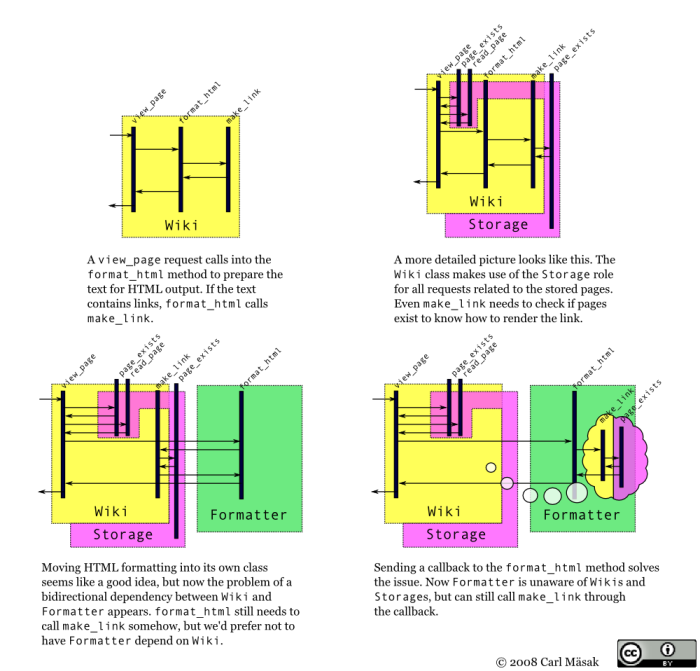 view_page
format_html
make_link
Wiki
A view_page request calls into the
format_html method to prepare the
text for HTML output. If the text
contains links, format_html calls
make_link.
view_page
page_exists
read_page
format_html
make_link
page_exists
Wiki
Storage
A more detailed picture looks like this. The
Wiki class makes use of the Storage role
for all requests related to the stored pages.
Even make_link needs to check if pages
exist to know how to render the link.
view_page
page_exists
read_page
make_link
page_exists
format_html
Wiki
Storage
Formatter
Moving HTML formatting into its own class
seems like a good idea, but now the problem of a
bidirectional dependency between Wiki and
Formatter appears. format_html still needs to
call make_link somehow, but we'd prefer not to
have Formatter depend on Wiki.
view_page
page_exists
read_page
format_html
make_link
page_exists
Wiki
Storage
Formatter
Sending a callback to the format_html method solves
the issue. Now Formatter is unaware of Wikis and
Storages, but can still call make_link through
the callback.
© 2008 Carl Mäsak
cc
BY